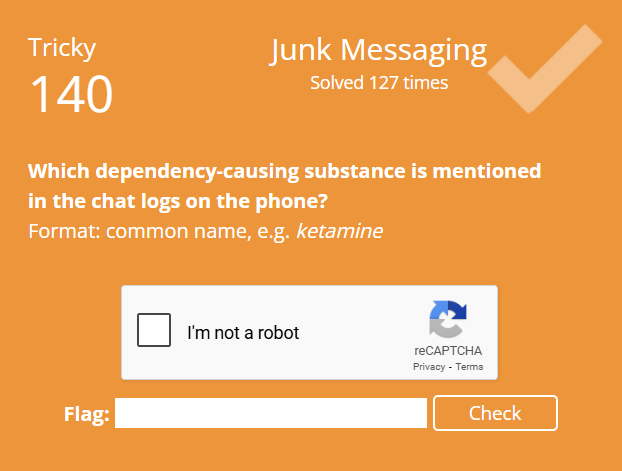 Tricky
140
Junk Messaging
Solved 127 times
Which dependency-causing substance is mentioned
in the chat logs on the phone?
Format: common name, e.g. ketamine
I'm not a robot
reCAPTCHA
Privacy - Terms
Flag:
Check